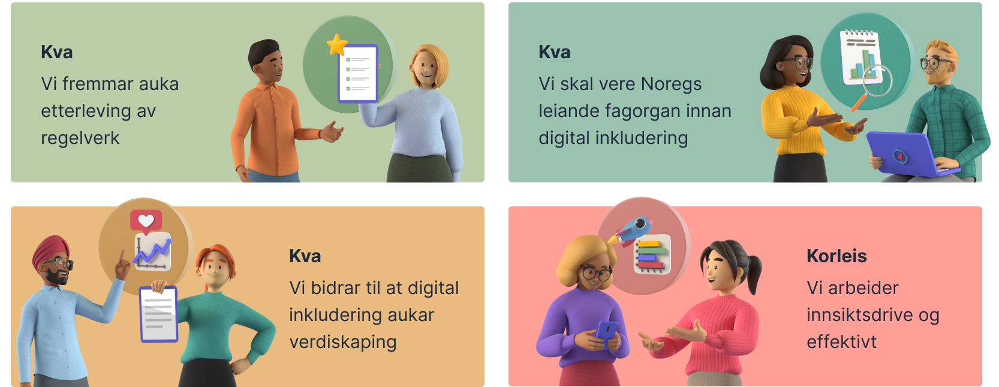 Kva
Vi fremmar auka
etterleving av
regelverk
Kva
Vi skal vere Noregs
leiande fagorgan innan
digital inkludering
Kva
Vi bidrar til at digital
inkludering aukar
verdiskaping
Korleis
Vi arbeider
innsiktsdrive og
effektivt